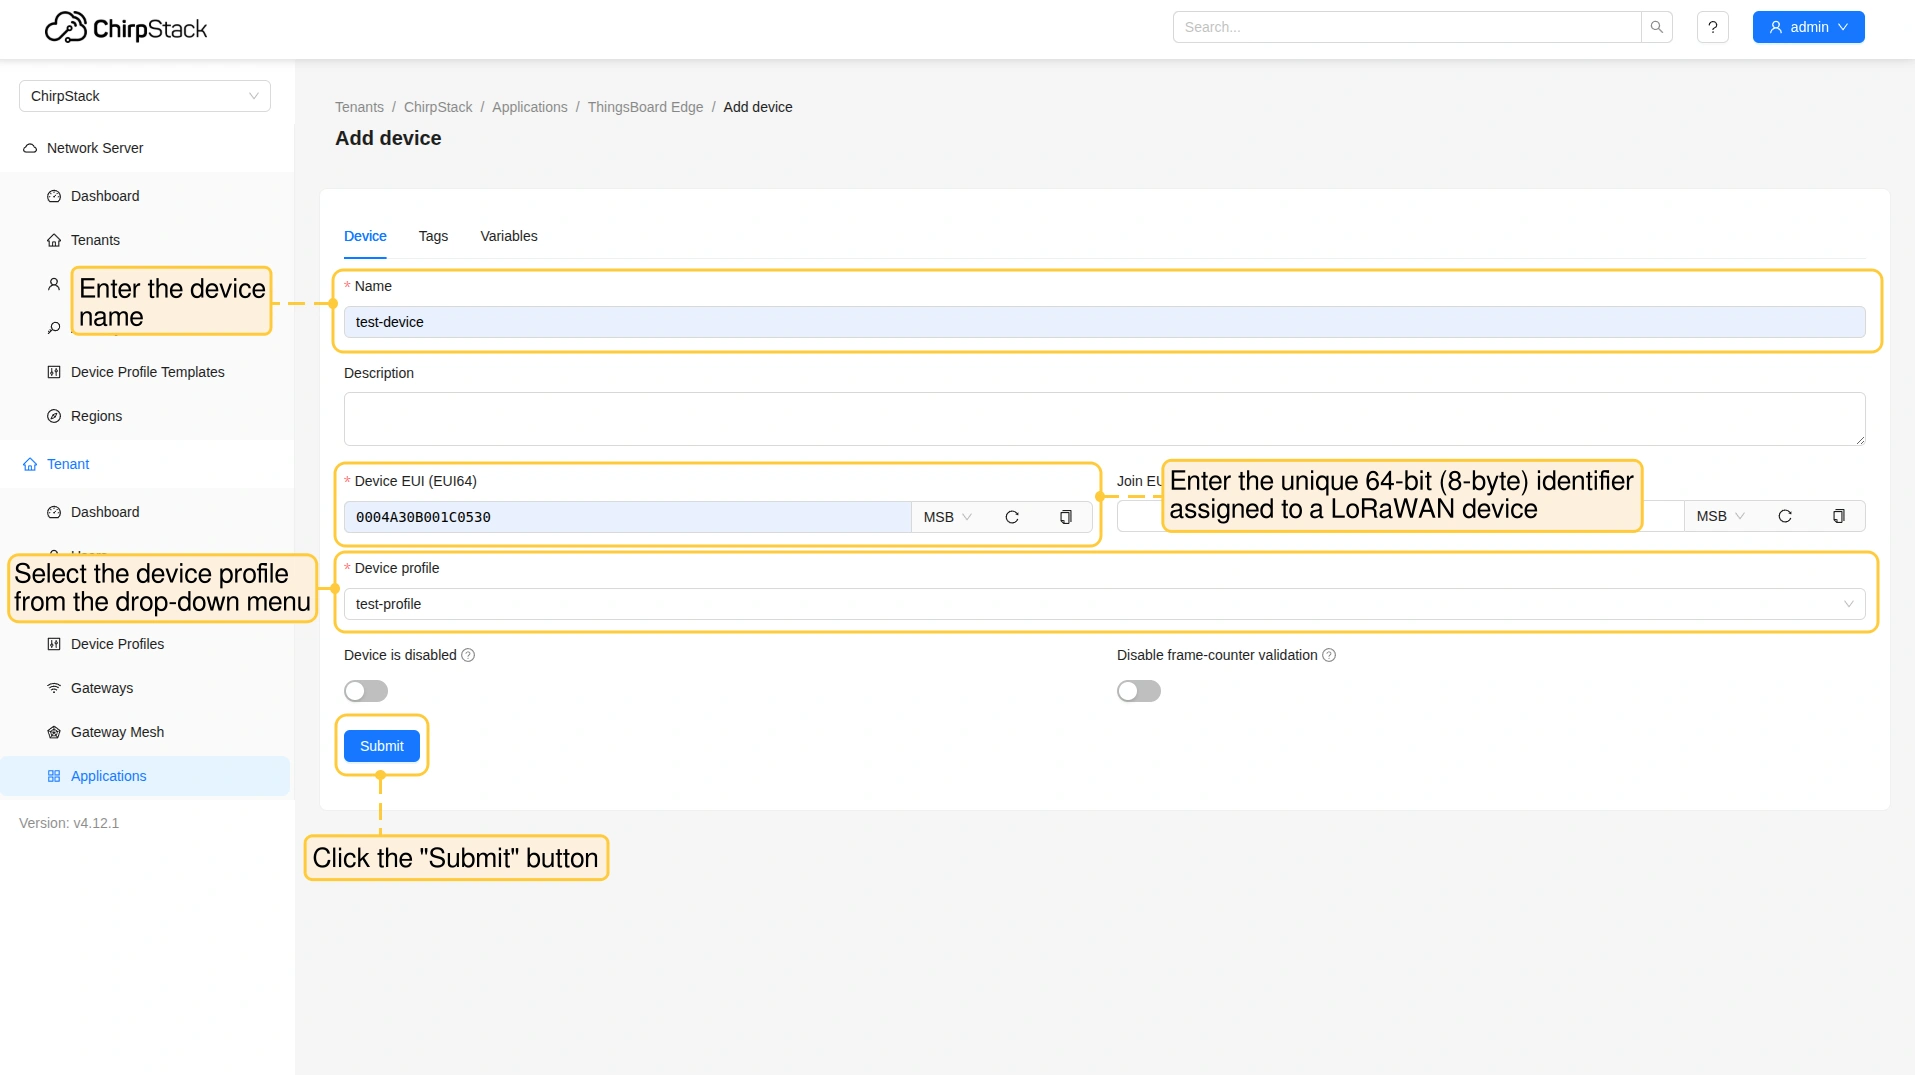 ChirpStack
Search...
?
admin
ChirpStack
Network Server
Dashboard
Tenants
Device Profile Templates
Regions
Tenant
Dashboard
Device Profiles
Gateways
Gateway Mesh
Applications
Version: v4.12.1
Tenants / ChirpStack / Applications / ThingsBoard Edge / Add device
Add device
Device Tags Variables
Enter the device
name
* Name
test-device
Description
* Device EUI (EUI64)
0004A30B001C0530 MSB
Join EU
MSB
Enter the unique 64-bit (8-byte) identifier
assigned to a LoRaWAN device
Select the device profile
from the drop-down menu
* Device profile
test-profile
Device is disabled ?
Disable frame-counter validation ?
Submit
Click the "Submit" button